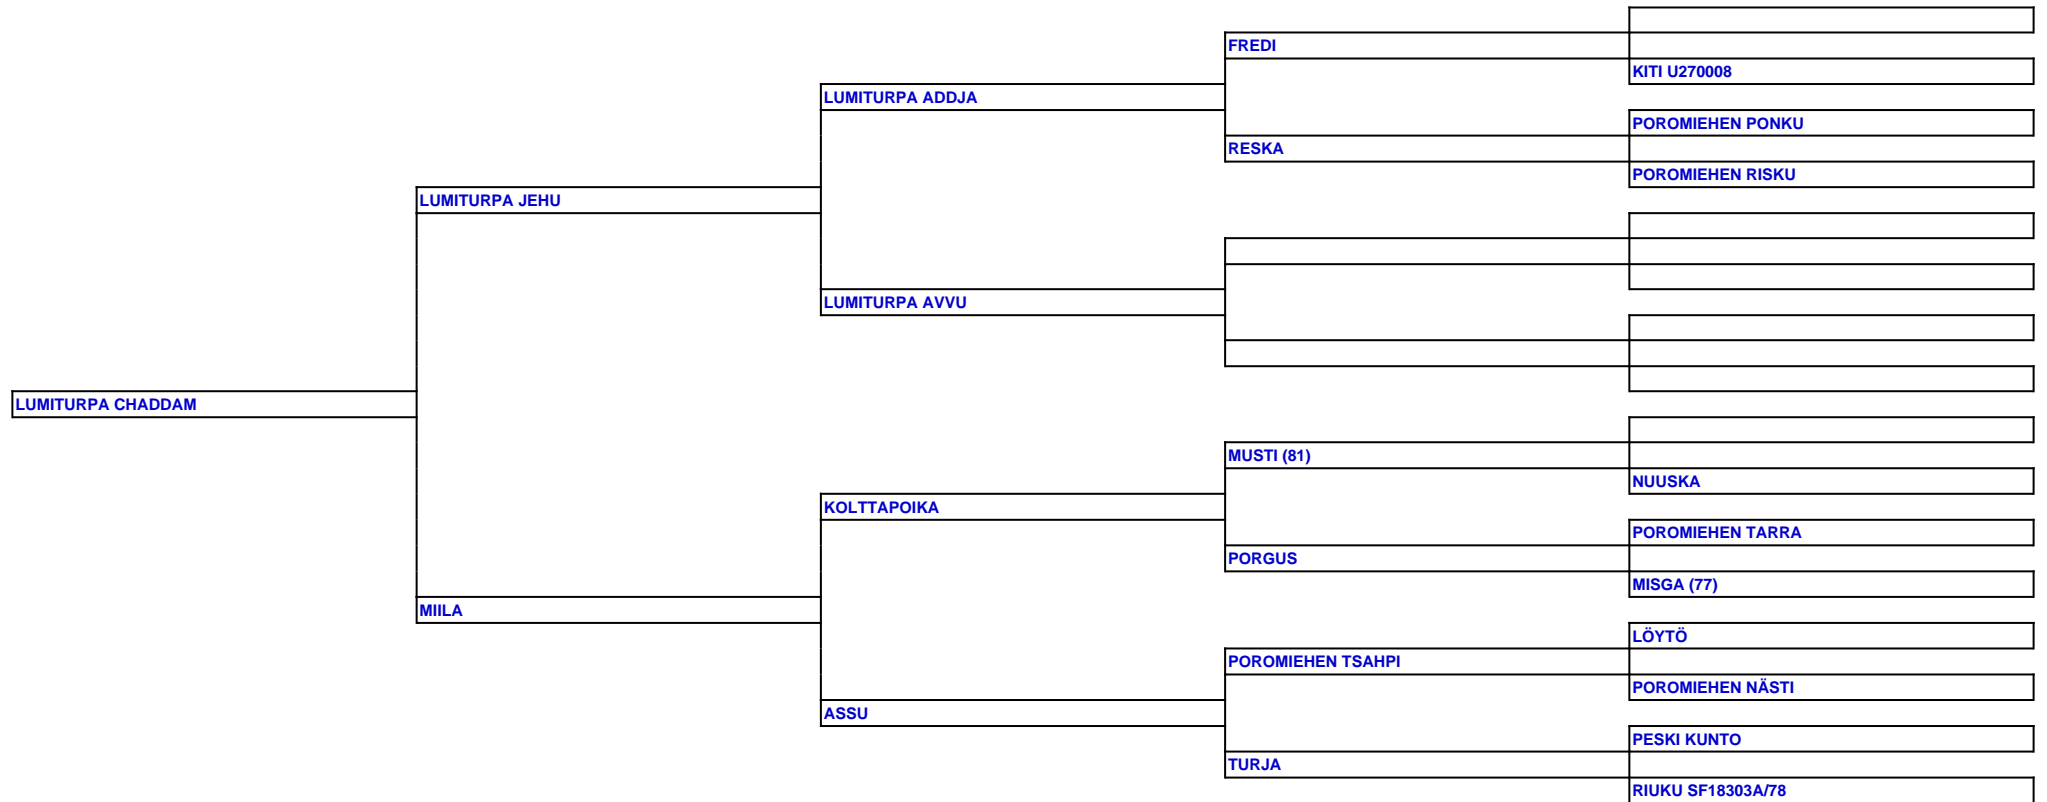 FREDI
KITI U270008
LUMITURPA ADDJA
POROMIEHEN PONKU
RESKA
POROMIEHEN RISKU
LUMITURPA JEHU
LUMITURPA AVVU
LUMITURPA CHADDAM
MUSTI (81)
NUUSKA
KOLTTAPOIKA
POROMIEHEN TARRA
PORGUS
MISGA (77)
MIILA
LÖYTÖ
POROMIEHEN TSAHPI
POROMIEHEN NÄSTI
ASSU
PESKI KUNTO
TURJA
RIUKU SF18303A/78